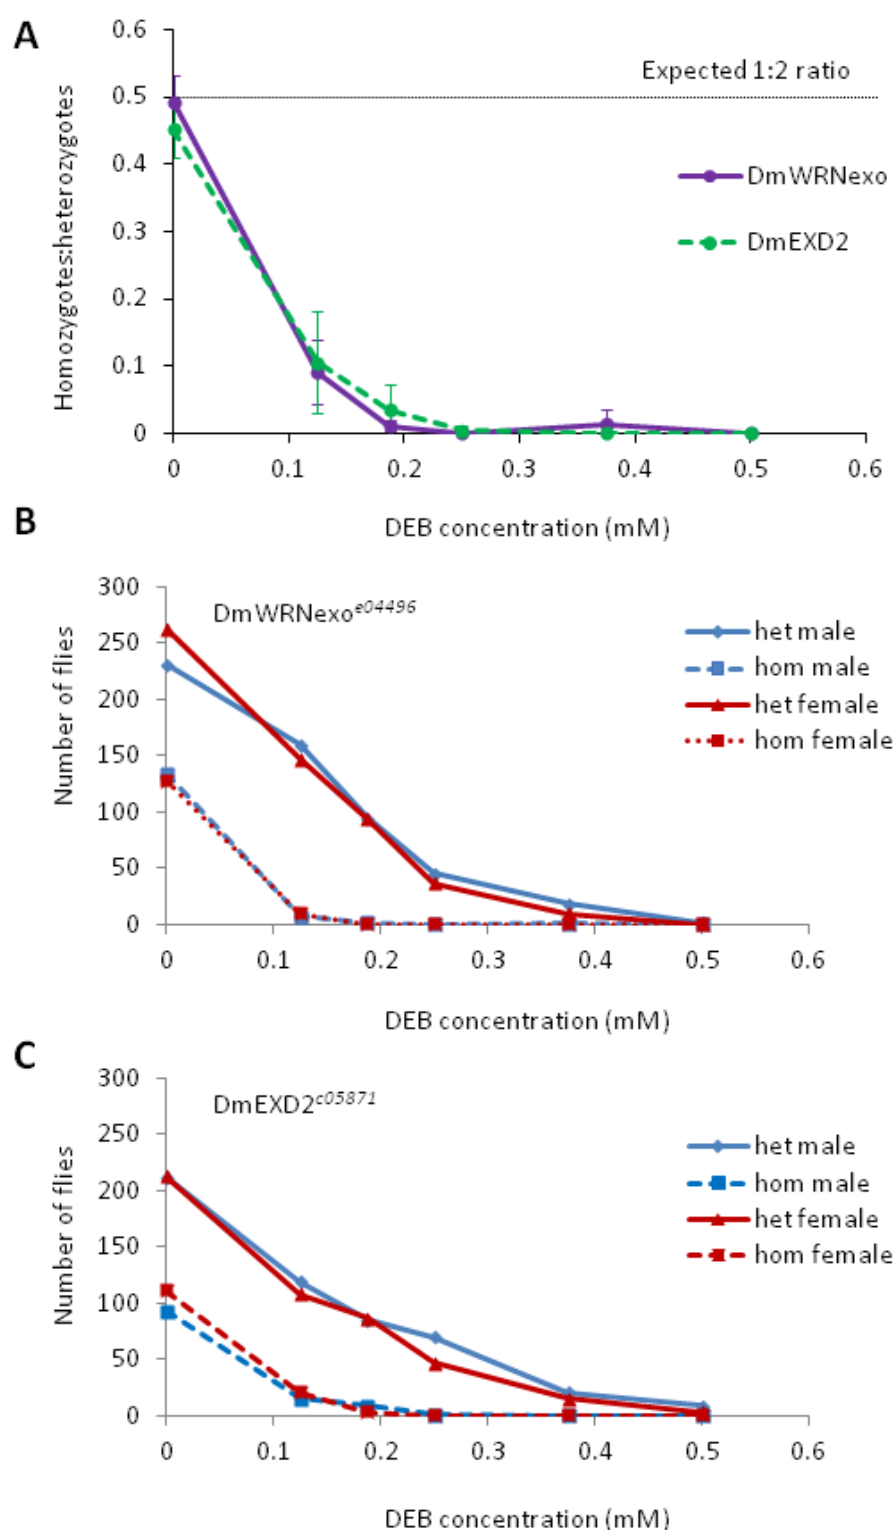 A
0.6
Expected 1:2 ratio
0.5
0.4
DmWRNexo
0.3
DmEXD2
0.2
0.1
0
Homozygotes:heterozygotes
0 0.1 0.2 0.3 0.4 0.5 0.6
DEB concentration (mM)
B
300
DmWRNexo^e04496
250
200
150
100
50
0
Number of flies
het male
hom male
het female
hom female
0 0.1 0.2 0.3 0.4 0.5 0.6
DEB concentration (mM)
C
300
DmEXD2^c05871
250
200
150
100
50
0
Number of flies
het male
hom male
het female
hom female
0 0.1 0.2 0.3 0.4 0.5 0.6
DEB concentration (mM)